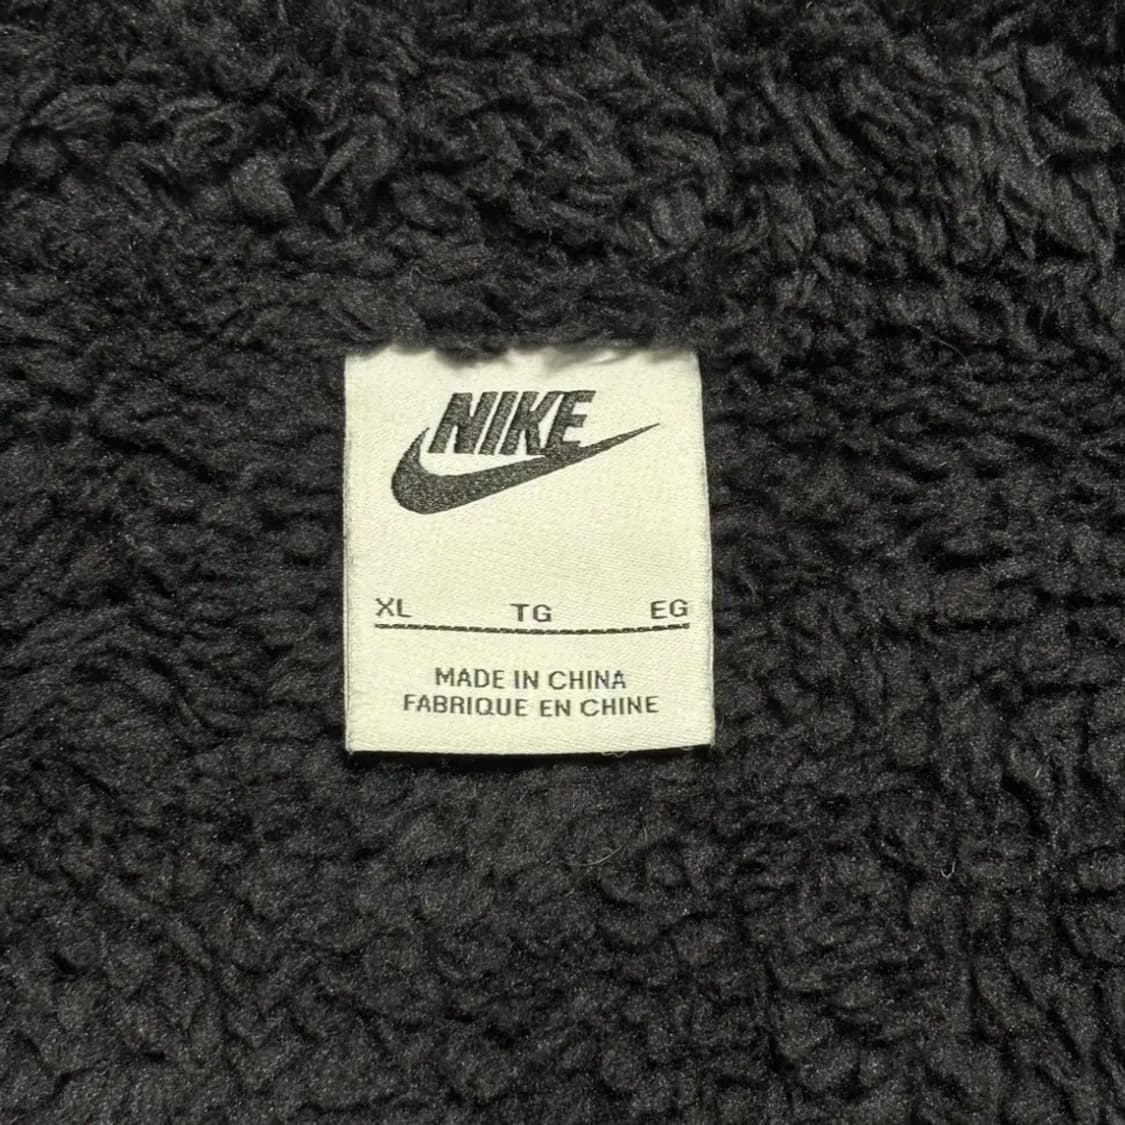 NIKE
XL TG EG
MADE IN CHINA
FABRIQUE EN CHINE